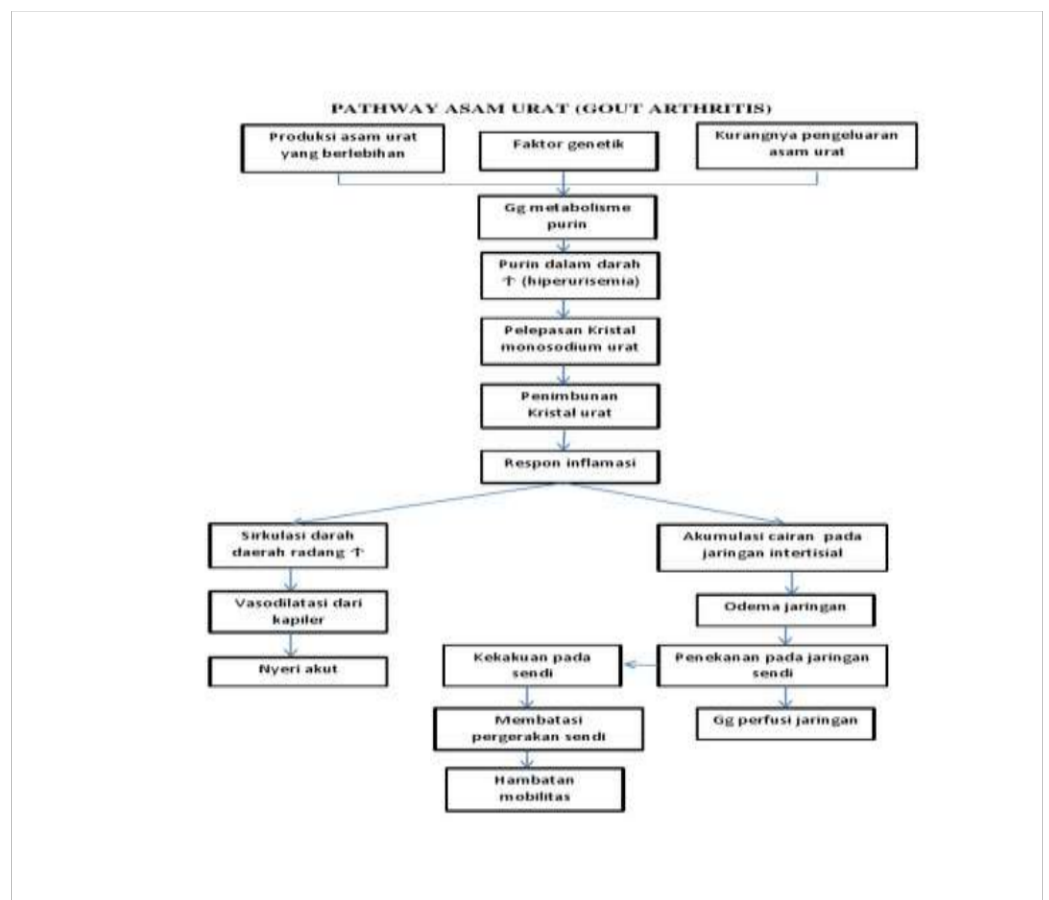 PATHWAY ASAM URAT (GOUT ARTHRITIS)
Produksi asam urat
yang berlebihan
Faktor genetik
Kurangnya pengeluaran
asam urat
Gg metabolisme
purin
Purin dalam darah
↑ (hiperurisemia)
Pelepasan Kristal
monosodium urat
Penimbunan
Kristal urat
Respon inflamasi
Sirkulasi darah
daerah radang ↑
Akumulasi cairan pada
jaringan intertisial
Vasodilatasi dari
kapiler
Odema jaringan
Nyeri akut
Kekakuan pada
sendi
Penekanan pada jaringan
sendi
Membatasi
pergerakan sendi
Gg perfusi jaringan
Hambatan
mobilitas